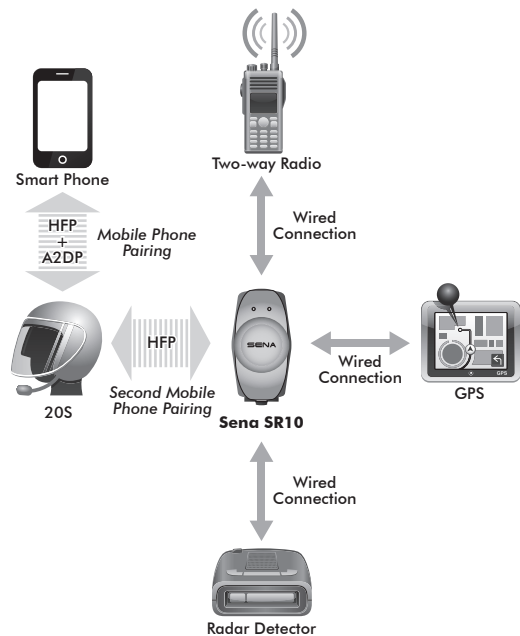 Two-way Radio
Smart Phone
HFP
+
A2DP
Mobile Phone
Pairing
Wired
Connection
HFP
SENA
Second Mobile
Phone Pairing
20S
Sena SR10
Wired
Connection
GPS
GPS
Wired
Connection
Radar Detector